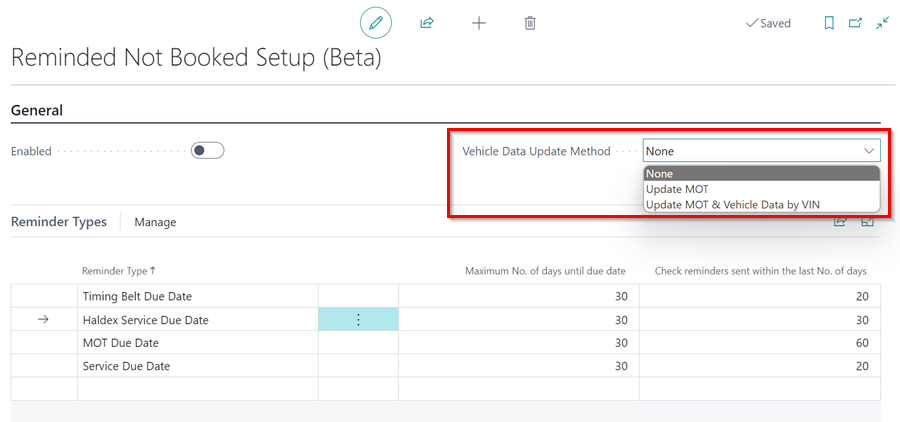 Saved
Reminded Not Booked Setup (Beta)
General
Enabled
Vehicle Data Update Method
None
None
Update MOT
Update MOT & Vehicle Data by VIN
Reminder Types
Manage
Reminder Type↑ Maximum No. of days until due date Check reminders sent within the last No. of days
Timing Belt Due Date 30 20
Haldex Service Due Date 30 30
MOT Due Date 30 60
Service Due Date 30 20